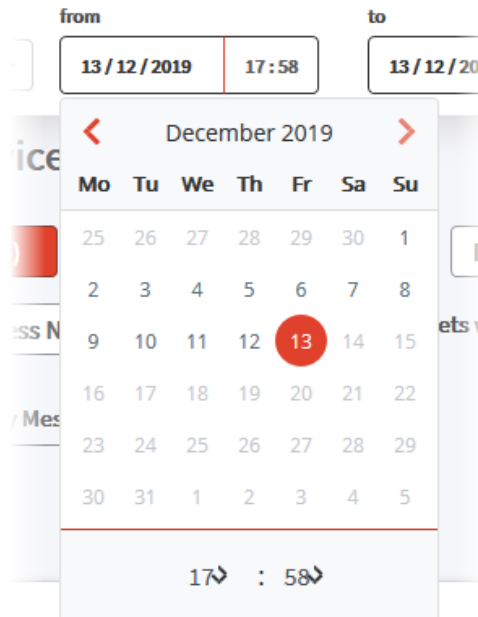 from to
13 / 12 / 2019 17 : 58 13 / 12 / 20
December 2019
ice
Mo Tu We Th Fr Sa Su
25 26 27 28 29 30 1
)
2 3 4 5 6 7 8
ess N 9 10 11 12 13 14 15 ets
16 17 18 19 20 21 22
y Mes
23 24 25 26 27 28 29
30 31 1 2 3 4 5
17 : 58